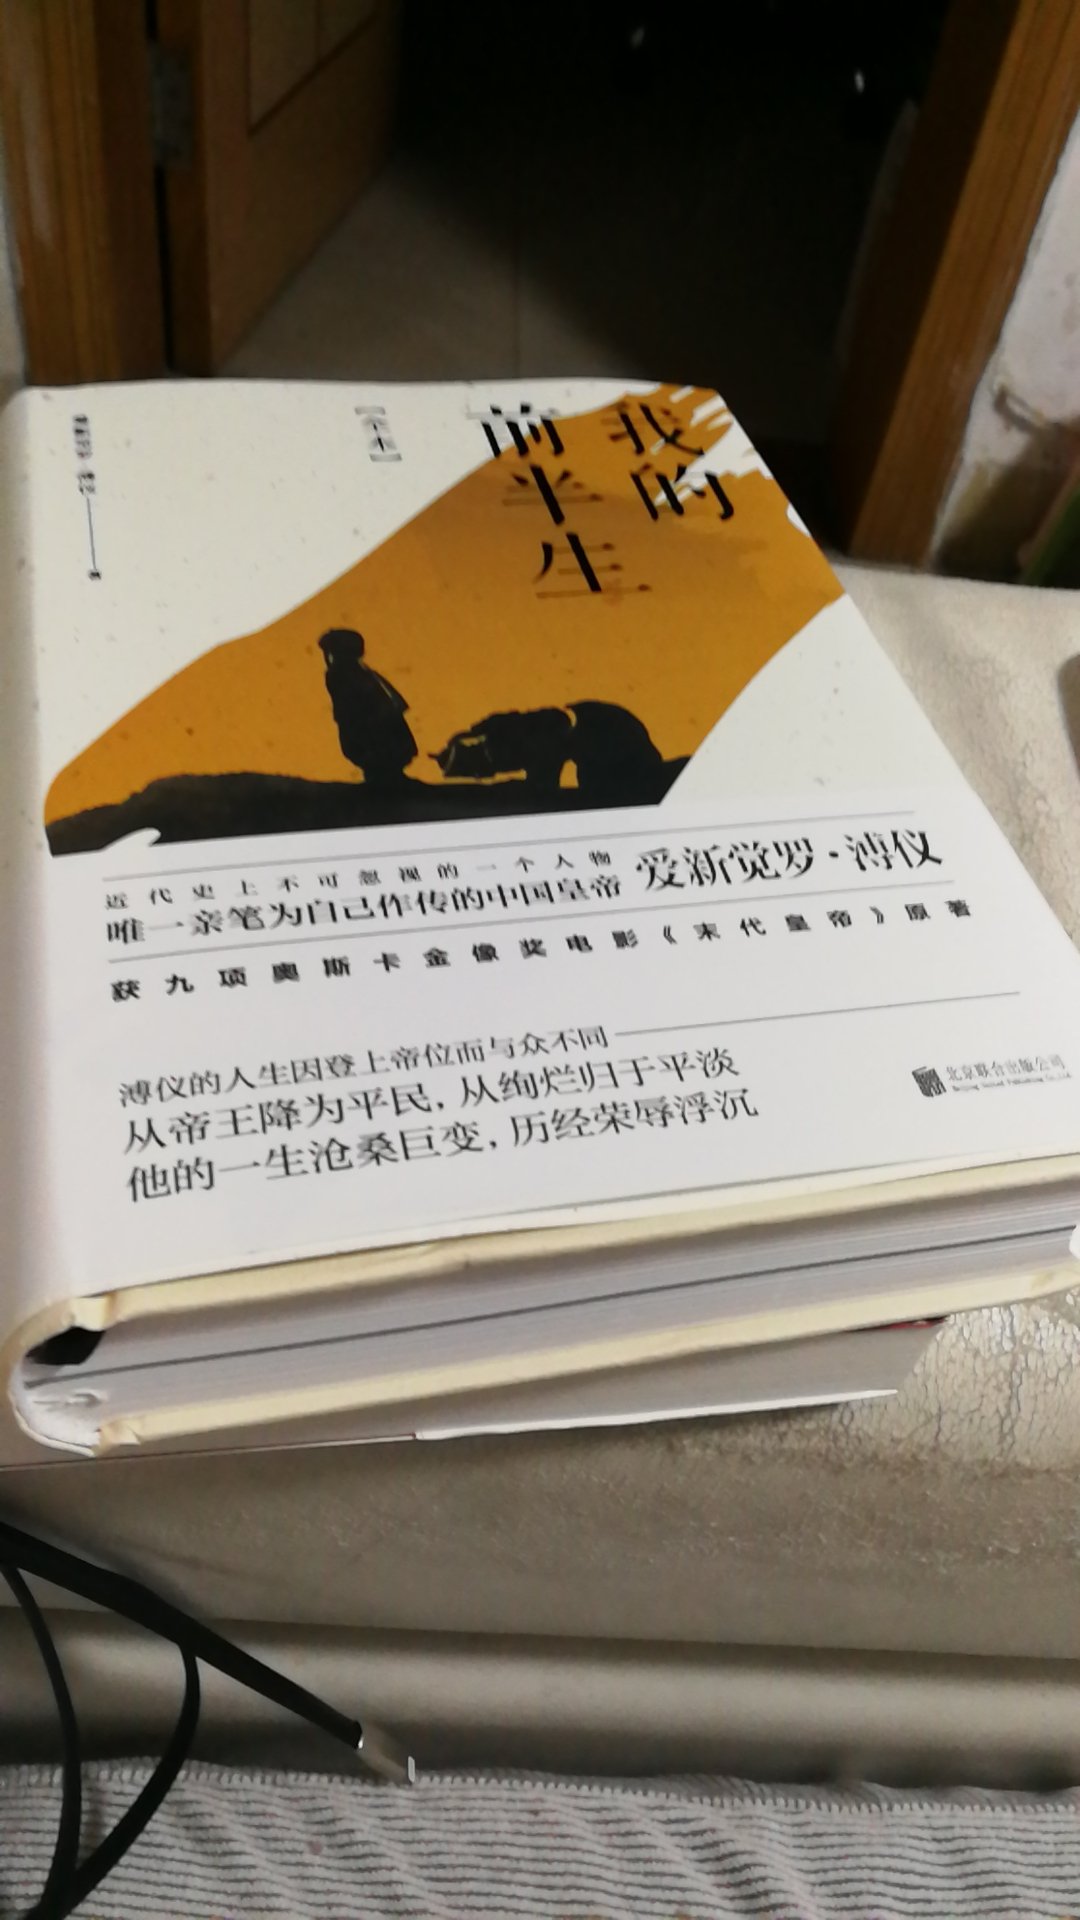 我的
前半生
近代史上不可忽视的一个人物
唯一亲笔为自己作传的中国皇帝 爱新觉罗·溥仪
获九项奥斯卡金像奖电影《末代皇帝》原著
溥仪的人生因登上帝位而与众不同
从帝王降为平民，从绚烂归于平淡
他的一生沧桑巨变，历经荣辱浮沉
北京联合出版公司